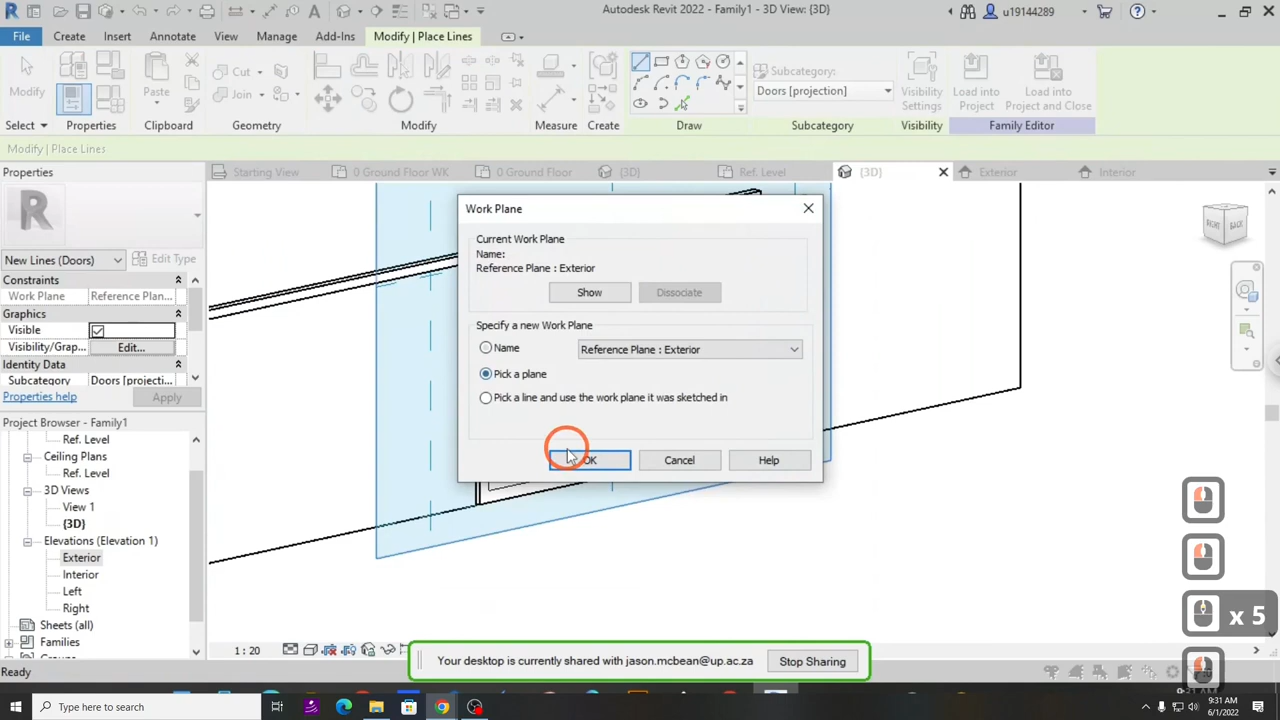 Autodesk Revit 2022 - Family1 - 3D View: {3D}
u19144289
File
Create
Insert
Annotate
View
Manage
Add-Ins
Modify | Place Lines
Modify
Paste
Cut
Join
Create
Doors [projection]
Subcategory
Visibility Settings
Load into Project
Load into Project and Close
Select
Properties
Clipboard
Geometry
Modify
Measure
Create
Draw
Subcategory
Visibility
Family Editor
Modify | Place Lines
Properties
Starting View
0 Ground Floor WK
0 Ground Floor
{3D}
Ref. Level
{3D}
Exterior
Interior
R
New Lines (Doors)
Edit Type
Constraints
Work Plane
Reference Plan...
Graphics
Visible
Visibility/Grap...
Edit...
Identity Data
Subcategory
Doors [projecti...
Properties help
Apply
Project Browser - Family1
Ref. Level
Ceiling Plans
Ref. Level
3D Views
View 1
{3D}
Elevations (Elevation 1)
Exterior
Interior
Left
Right
Sheets (all)
Families
Work Plane
Current Work Plane
Name:
Reference Plane : Exterior
Show
Dissociate
Specify a new Work Plane
Name
Reference Plane : Exterior
Pick a plane
Pick a line and use the work plane it was sketched in
OK
Cancel
Help
RIGHT
BACK
x 5
1 : 20
Your desktop is currently shared with jason.mcbean@up.ac.za
Stop Sharing
Ready
Type here to search
9:31 AM
6/1/2022